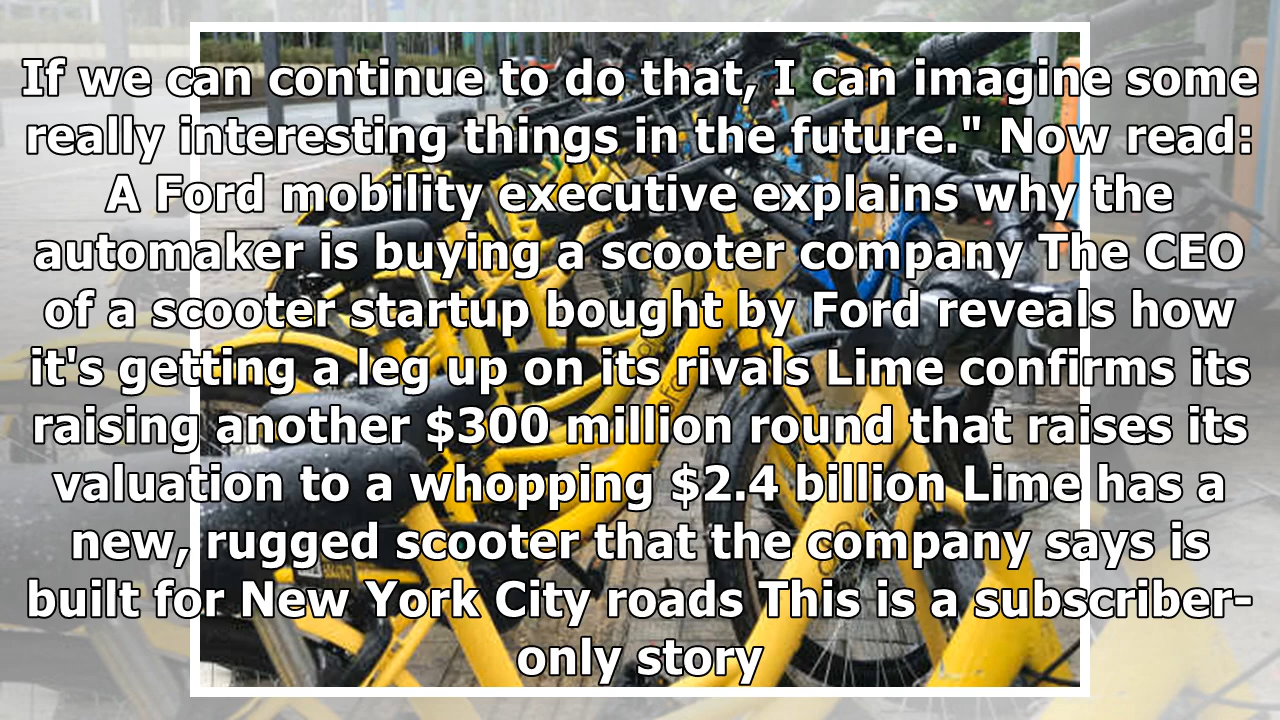 If we can continue to do that, I can imagine some
really interesting things in the future." Now read:
A Ford mobility executive explains why the
automaker is buying a scooter company The CEO
of a scooter startup bought by Ford reveals how
it's getting a leg up on its rivals Lime confirms its
raising another $300 million round that raises its
valuation to a whopping $2.4 billion Lime has a
new, rugged scooter that the company says is
built for New York City roads This is a subscriber-
only story